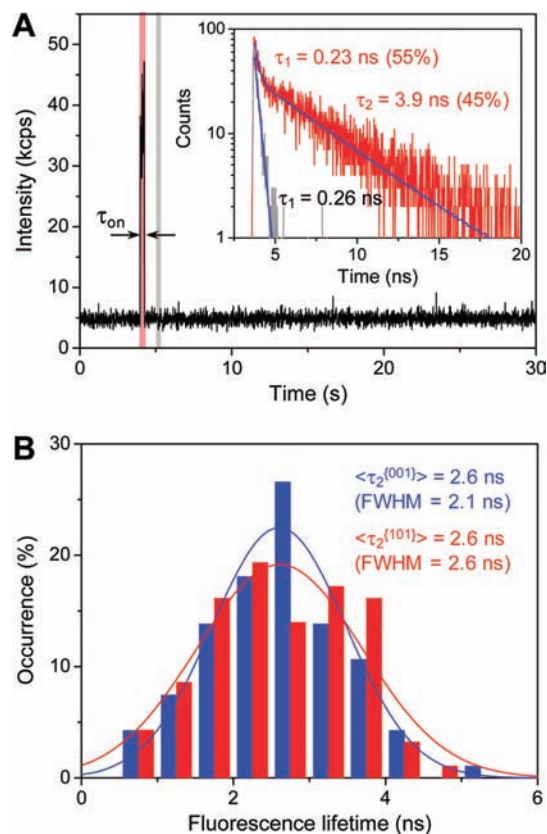 A
Intensity (kcps)
50
40
30
20
10
0
τon
0
10
20
30
Time (s)
Counts
100
10
1
τ1 = 0.23 ns (55%)
τ2 = 3.9 ns (45%)
τ1 = 0.26 ns
5
10
15
20
Time (ns)
B
Occurrence (%)
30
20
10
0
<τ2{001}> = 2.6 ns
(FWHM = 2.1 ns)
<τ2{101}> = 2.6 ns
(FWHM = 2.6 ns)
0
2
4
6
Fluorescence lifetime (ns)